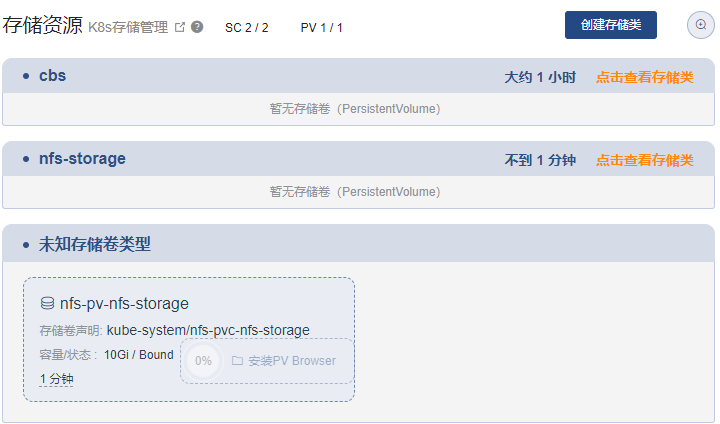 存储资源 K8s存储管理 SC 2 / 2 PV 1 / 1 创建存储类
cbs 大约 1 小时 点击查看存储类
暂无存储卷（PersistentVolume）
nfs-storage 不到 1 分钟 点击查看存储类
暂无存储卷（PersistentVolume）
未知存储卷类型
nfs-pv-nfs-storage
存储卷声明: kube-system/nfs-pvc-nfs-storage
容量/状态 : 10Gi / Bound
0% 安装PV Browser
1 分钟